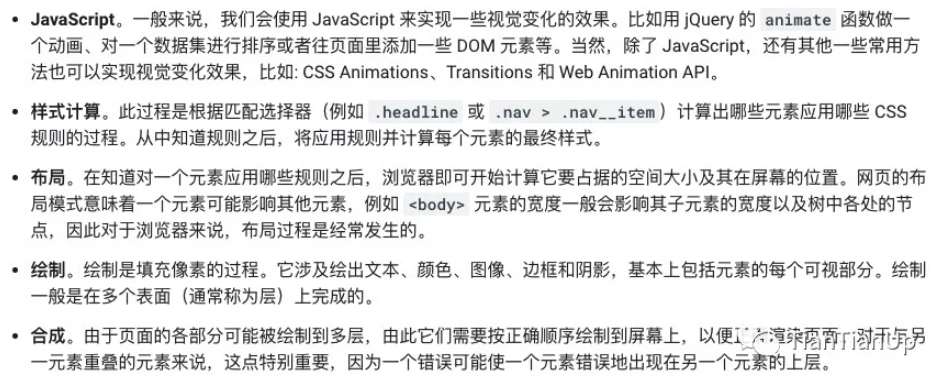 • JavaScript。一般来说，我们会使用 JavaScript 来实现一些视觉变化的效果。比如用 jQuery 的 animate 函数做一
个动画、对一个数据集进行排序或者往页面里添加一些 DOM 元素等。当然，除了 JavaScript，还有其他一些常用方
法也可以实现视觉变化效果，比如: CSS Animations、Transitions 和 Web Animation API。
• 样式计算。此过程是根据匹配选择器（例如 .headline 或 .nav > .nav__item）计算出哪些元素应用哪些 CSS
规则的过程。从中知道规则之后，将应用规则并计算每个元素的最终样式。
• 布局。在知道对一个元素应用哪些规则之后，浏览器即可开始计算它要占据的空间大小及其在屏幕的位置。网页的布
局模式意味着一个元素可能影响其他元素，例如 <body> 元素的宽度一般会影响其子元素的宽度以及树中各处的节
点，因此对于浏览器来说，布局过程是经常发生的。
• 绘制。绘制是填充像素的过程。它涉及绘出文本、颜色、图像、边框和阴影，基本上包括元素的每个可视部分。绘制
一般是在多个表面（通常称为层）上完成的。
• 合成。由于页面的各部分可能被绘制到多层，由此它们需要按正确顺序绘制到屏幕上，以便正 渲染 对于与另
一元素重叠的元素来说，这点特别重要，因为一个错误可能使一个元素错误地出现在另一个元素的上层。
TianTianUp